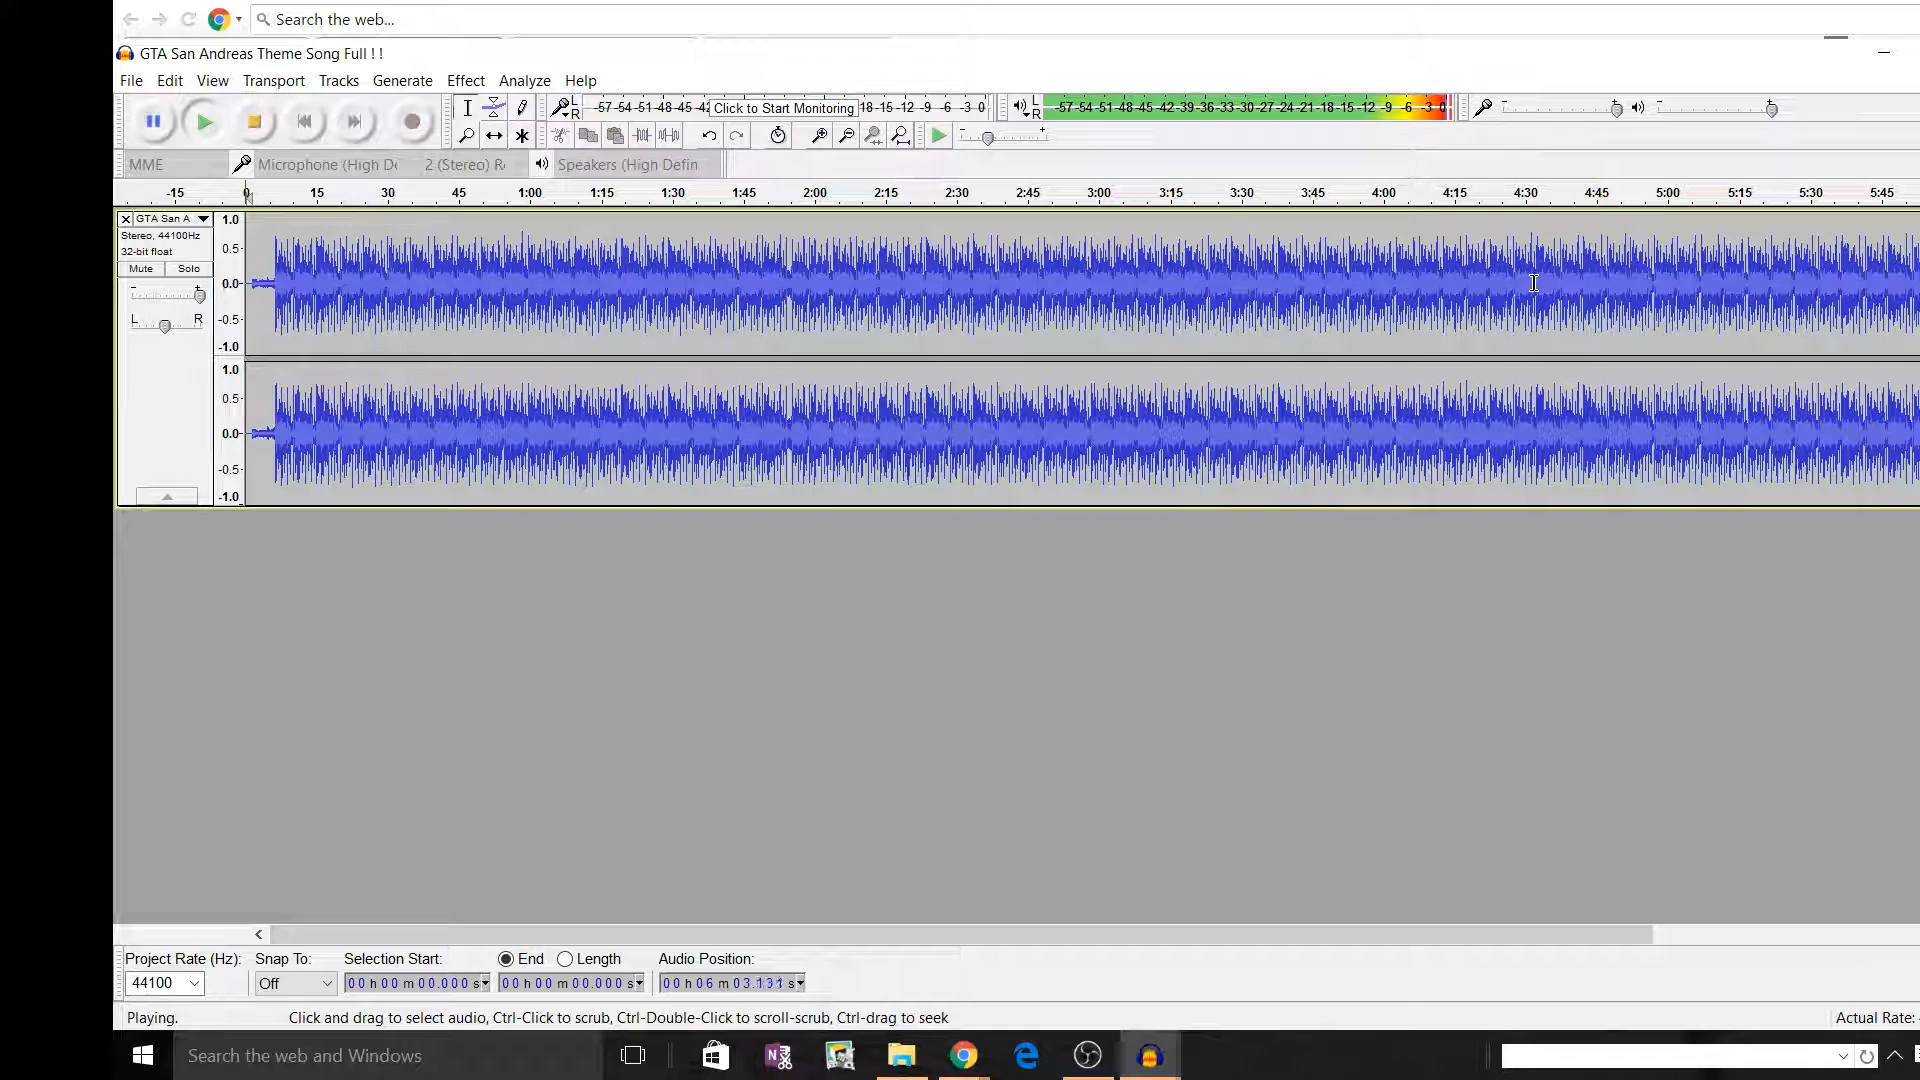 Search the web...
GTA San Andreas Theme Song Full ! !
File Edit View Transport Tracks Generate Effect Analyze Help
L R -57 -54 -51 -48 -45 -42 Click to Start Monitoring 18 -15 -12 -9 -6 -3 0 L R -57 -54 -51 -48 -45 -42 -39 -36 -33 -30 -27 -24 -21 -18 -15 -12 -9 -6 -3 0
MME Microphone (High De 2 (Stereo) Speakers (High Defin
-15 0 15 30 45 1:00 1:15 1:30 1:45 2:00 2:15 2:30 2:45 3:00 3:15 3:30 3:45 4:00 4:15 4:30 4:45 5:00 5:15 5:30 5:45
GTA San A
Stereo, 44100Hz
32-bit float
Mute Solo
- +
L R
1.0
0.5
0.0
-0.5
-1.0
1.0
0.5
0.0
-0.5
-1.0
Project Rate (Hz): Snap To: Selection Start: End Length Audio Position:
44100 Off 00 h 00 m 00.000 s 00 h 00 m 00.000 s 00 h 06 m s
Playing. Click and drag to select audio, Ctrl-Click to scrub, Ctrl-Double-Click to scroll-scrub, Ctrl-drag to seek Actual Rate:
Search the web and Windows